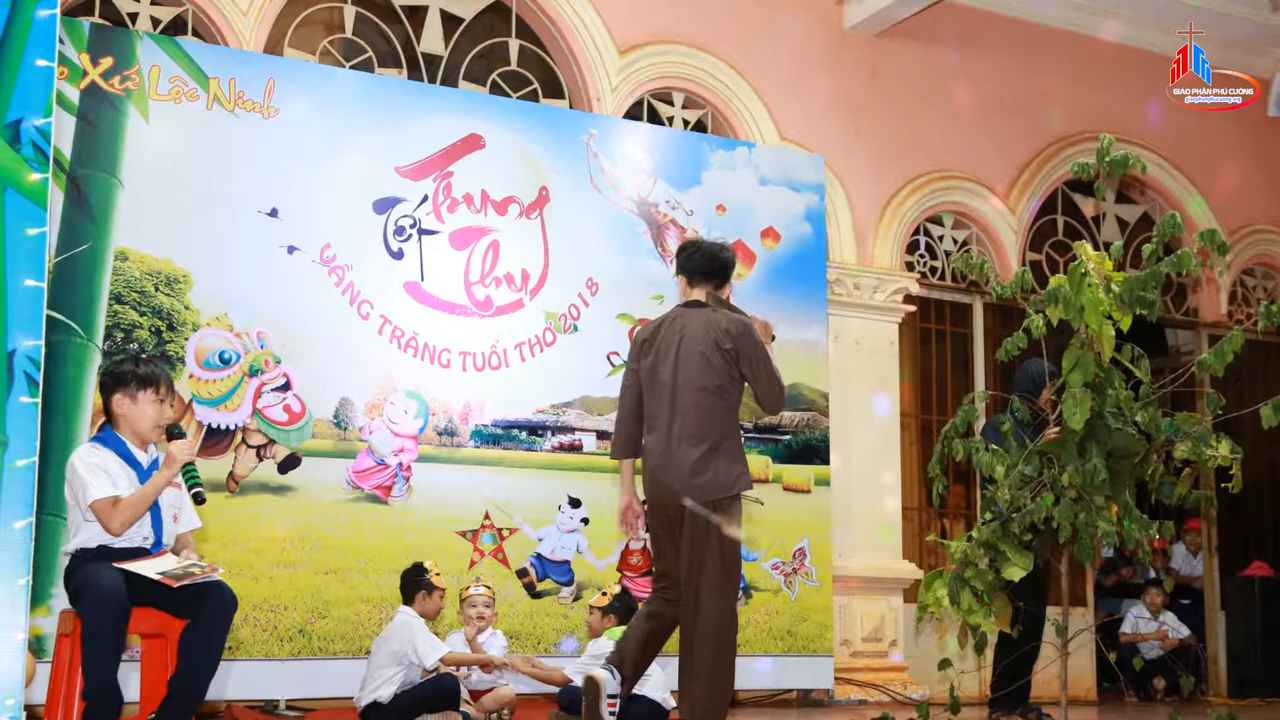 Xứ Lộc Ninh
Tết Trung Thu
VẦNG TRĂNG TUỔI THƠ 2018
GIÁO PHẬN PHÚ CƯỜNG
giaophanphucuong.org